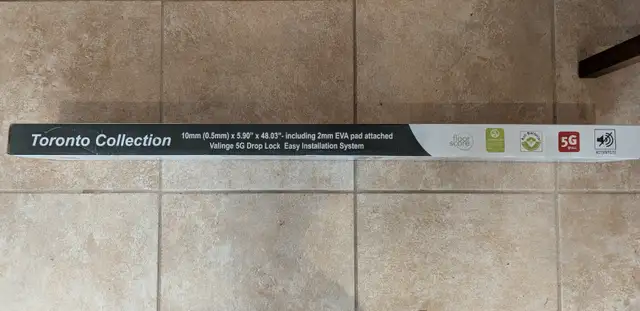 Toronto Collection
10mm (0.5mm) x 5.90" x 48.03"- including 2mm EVA pad attached
Valinge 5G Drop Lock Easy Installation System
floor
score
5G